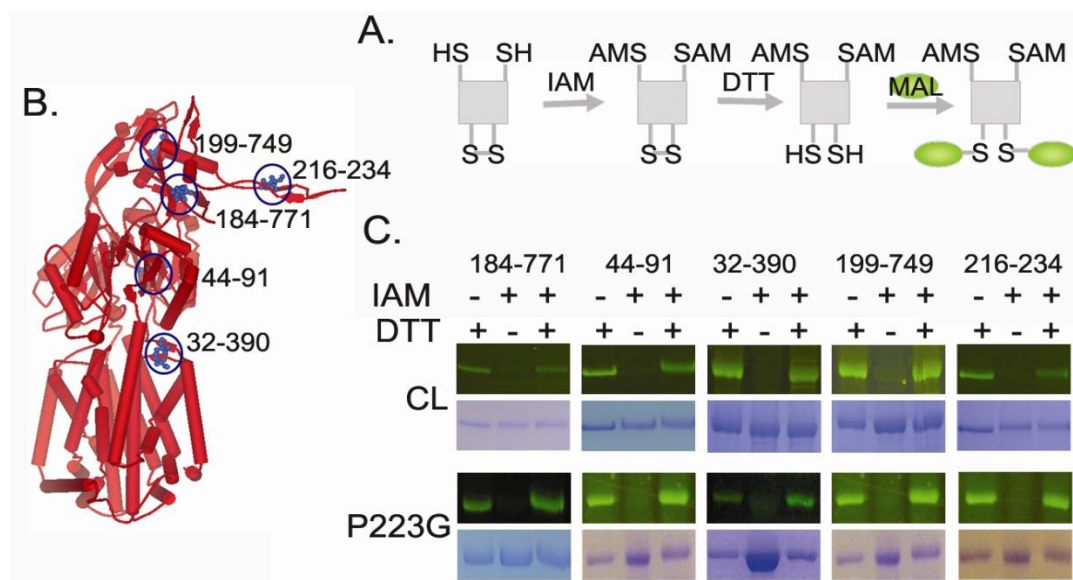 A.
HS SH AMS SAM AMS SAM AMS SAM
IAM DTT MAL
S S S S HS SH S S
B.
199-749
216-234
184-771
44-91
32-390
C.
184-771 44-91 32-390 199-749 216-234
IAM - + + - + + - + + - + + - + +
DTT + - + + - + + - + + - + + - +
CL
P223G